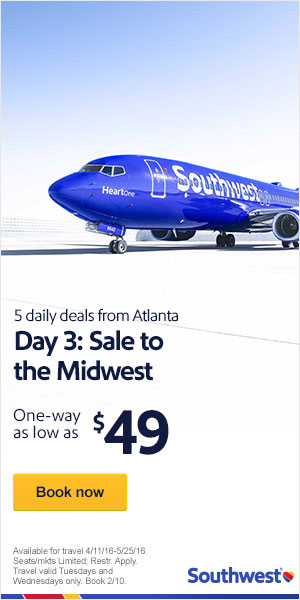 HeartOne
Southwest
5 daily deals from Atlanta
Day 3: Sale to
the Midwest
One-way
as low as $49
Book now
Available for travel 4/11/16-5/25/16.
Seats/mkts Limited; Restr. Apply.
Travel valid Tuesdays and
Wednesdays only. Book 2/10.
Southwest